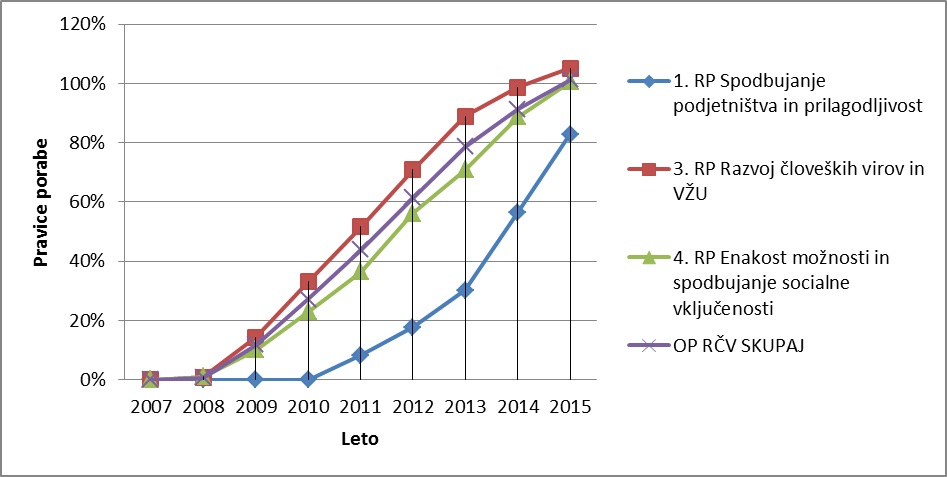 120%
100%
80%
60%
40%
20%
0%
Pravice porabe
2007 2008 2009 2010 2011 2012 2013 2014 2015
Leto
1. RP Spodbujanje
podjetništva in prilagodljivost
3. RP Razvoj človeških virov in
VŽU
4. RP Enakost možnosti in
spodbujanje socialne
vključenosti
OP RČV SKUPAJ